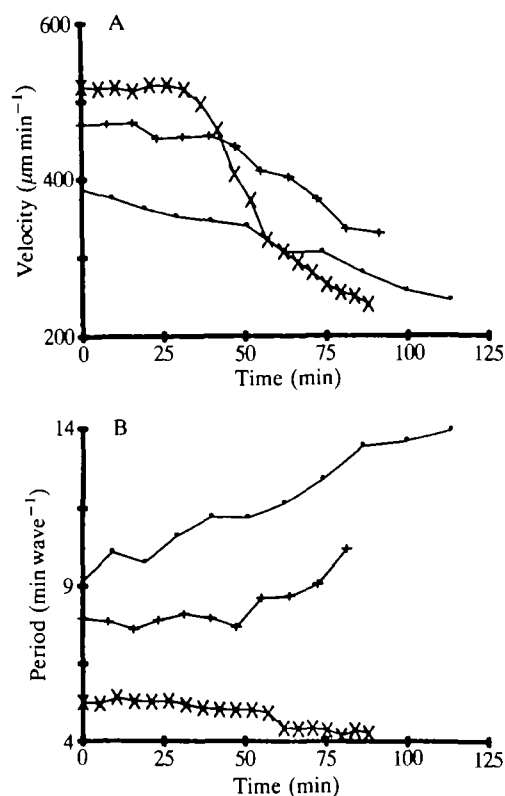 A
600
400
200
Velocity (μm min⁻¹)
0 25 50 75 100 125
Time (min)
B
14
9
4
Period (min wave⁻¹)
0 25 50 75 100 125
Time (min)